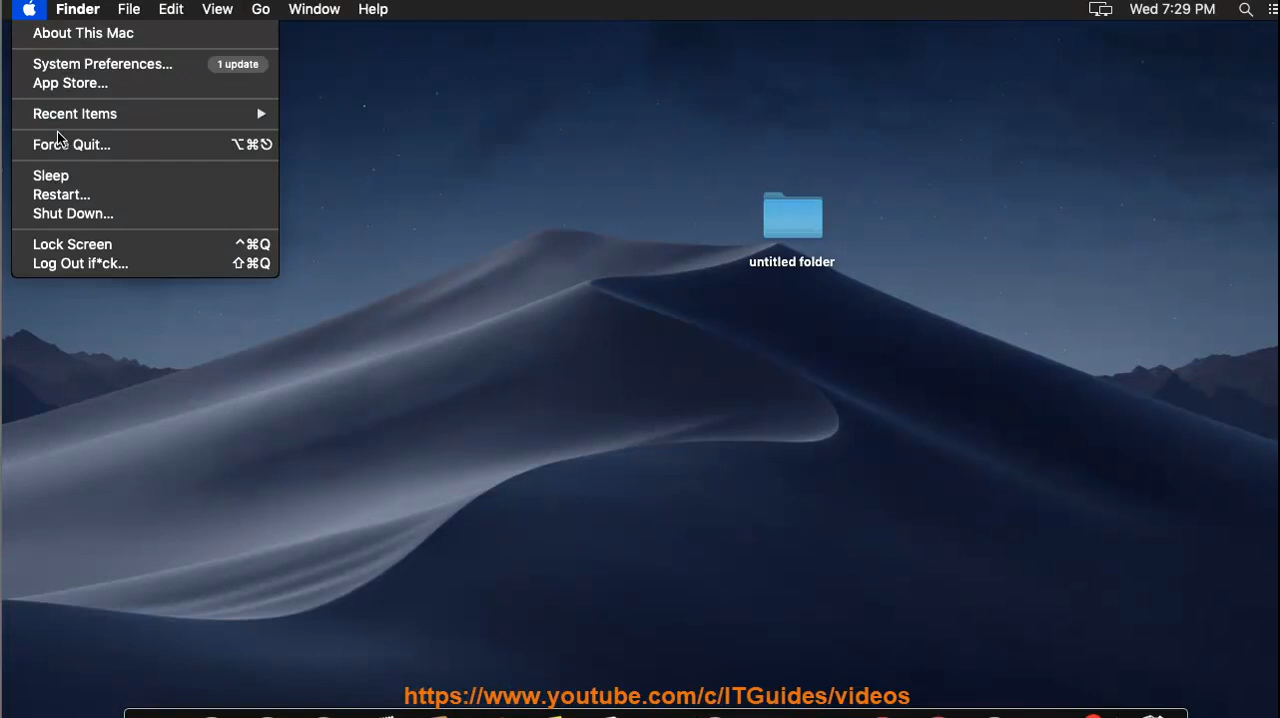 Finder File Edit View Go Window Help Wed 7:29 PM
About This Mac
System Preferences... 1 update
App Store...
Recent Items ▶
Force Quit... ⌥⌘⎋
Sleep
Restart...
Shut Down...
Lock Screen ^⌘Q
Log Out if*ck... ⇧⌘Q
untitled folder
https://www.youtube.com/c/ITGuides/videos